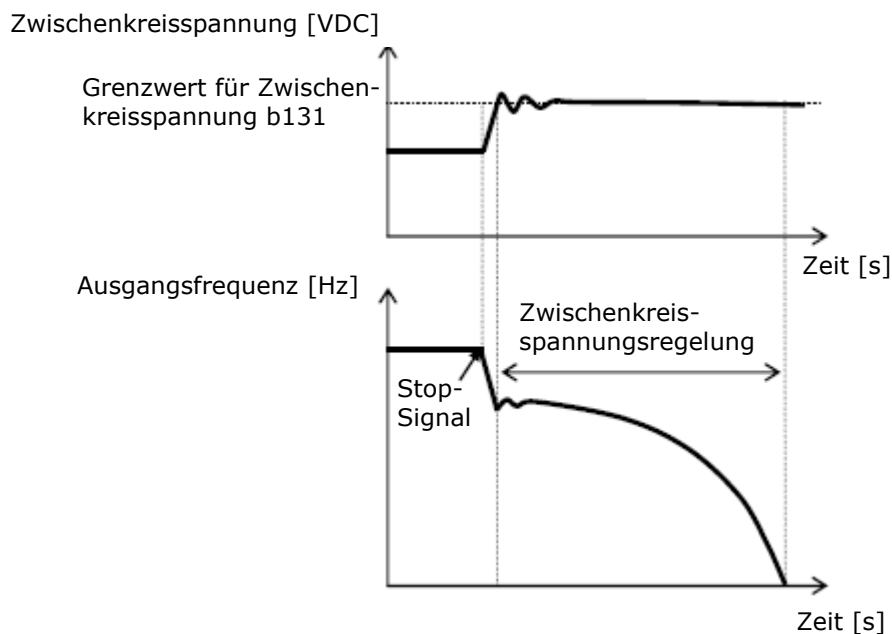 Zwischenkreisspannung [VDC]
Grenzwert für Zwischen-
kreisspannung b131
Zeit [s]
Ausgangsfrequenz [Hz]
Zwischenkreis-
spannungsregelung
Stop-
Signal
Zeit [s]